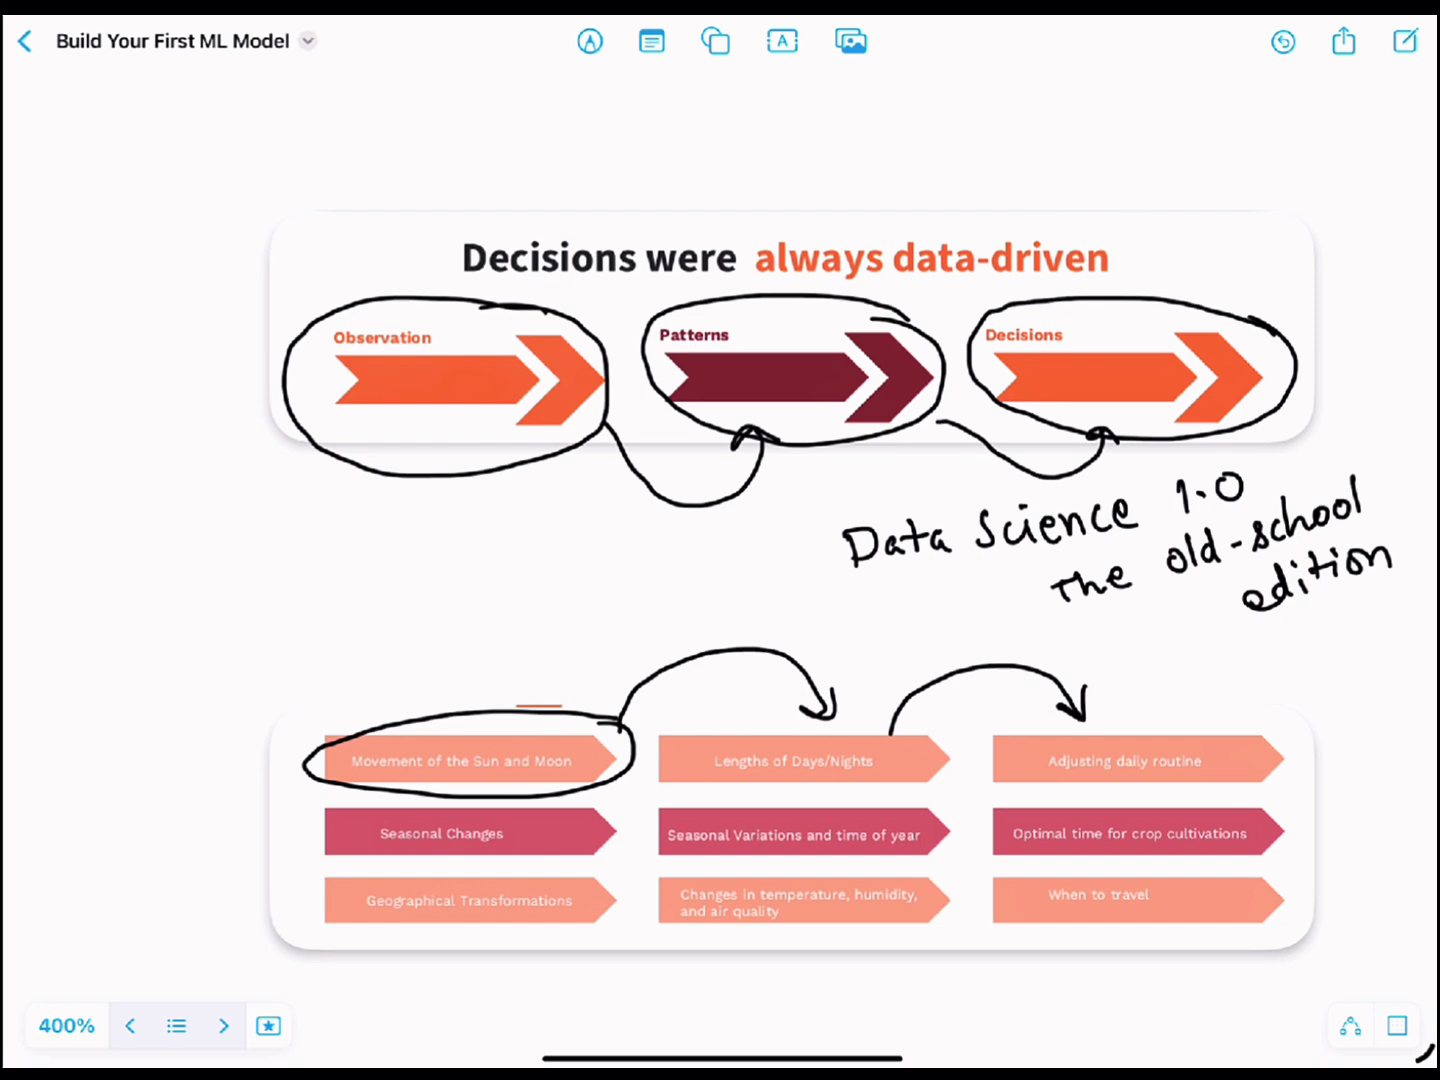 Build Your First ML Model
Decisions were always data-driven
Observation
Patterns
Decisions
Data Science 1.0
The old-school
edition
Movement of the Sun and Moon
Lengths of Days/Nights
Adjusting daily routine
Seasonal Changes
Seasonal Variations and time of year
Optimal time for crop cultivations
Geographical Transformations
Changes in temperature, humidity,
and air quality
When to travel
400%